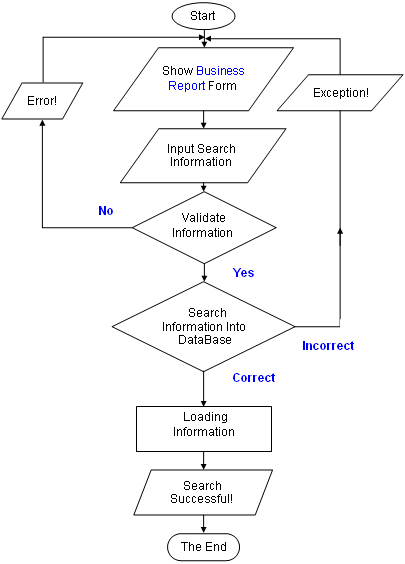 Start
Show Business
Report Form
Error!
Exception!
Input Search
Information
No
Validate
Information
Yes
Search
Information Into
DataBase
Incorrect
Correct
Loading
Information
Search
Successful!
The End